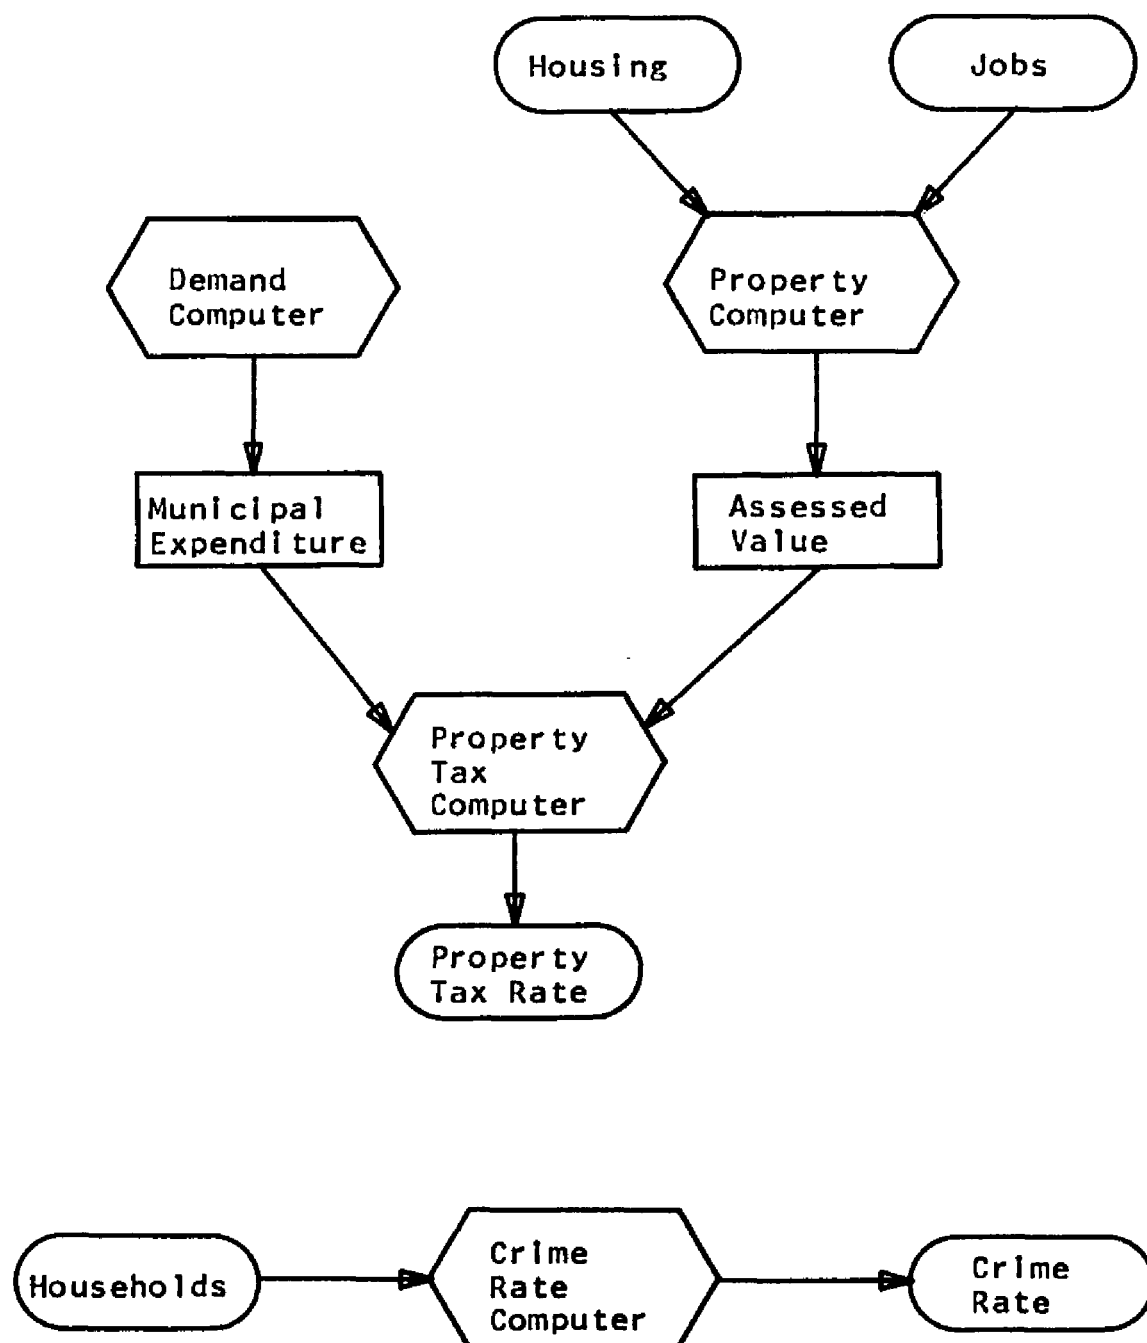 Housing
Jobs
Demand
Computer
Property
Computer
Municipal
Expenditure
Assessed
Value
Property
Tax
Computer
Property
Tax Rate
Households
Crime
Rate
Computer
Crime
Rate